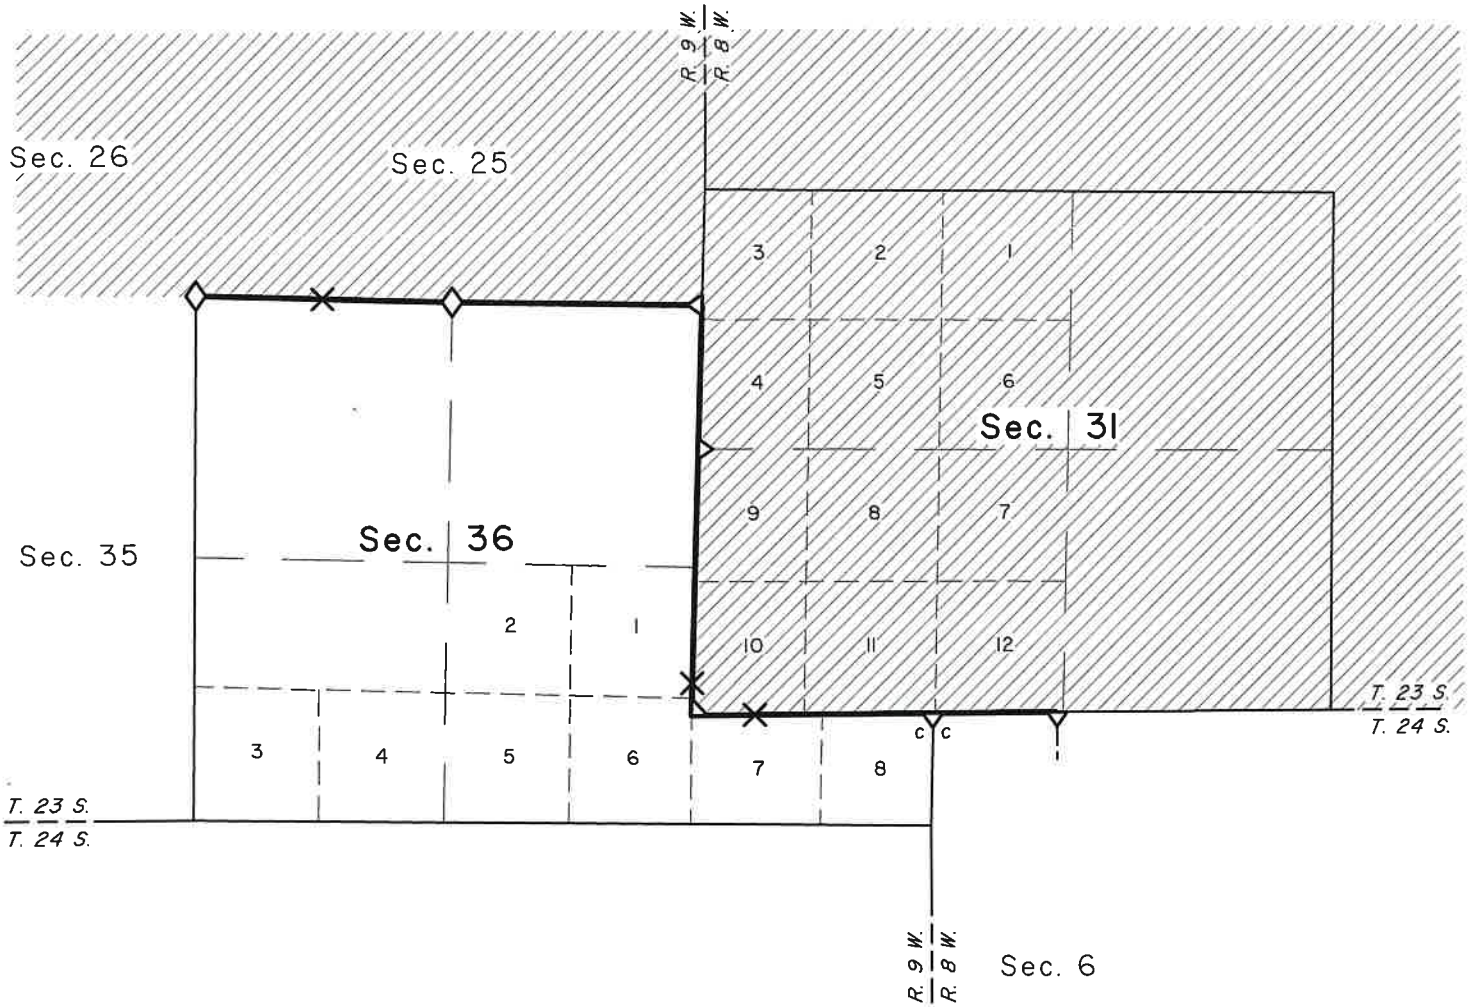 R. 9 W. R. 8 W.
Sec. 26
Sec. 25
3 2 1
4 5 6
Sec. 31
9 8 7
Sec. 36
Sec. 35
2 1
10 11 12
T. 23 S.
T. 24 S.
c c
3 4 5 6 7 8
T. 23 S.
T. 24 S.
R. 9 W. R. 8 W.
Sec. 6